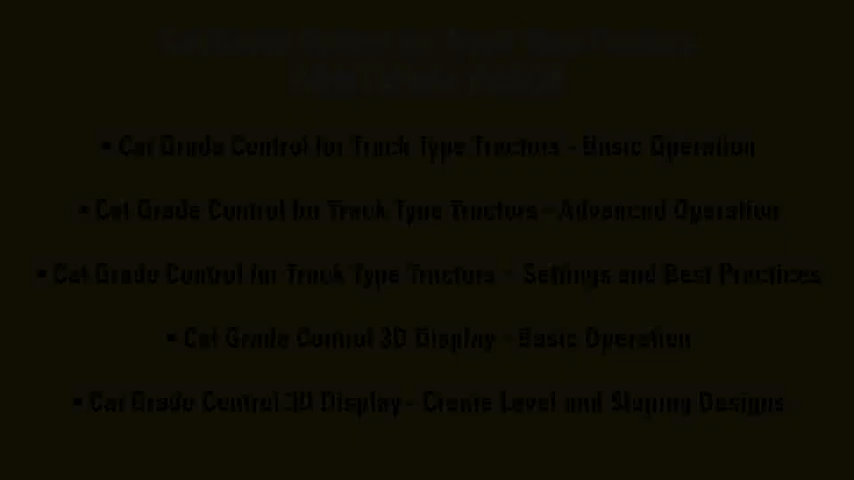 • Cat Grade Control for Track Type Tractors - Basic Operation
• Cat Grade Control for Track Type Tractors - Advanced Operation
• Cat Grade Control for Track Type Tractors - Settings and Best Practices
• Cat Grade Control 3D Display - Basic Operation
• Cat Grade Control 3D Display - Create Level and Sloping Designs